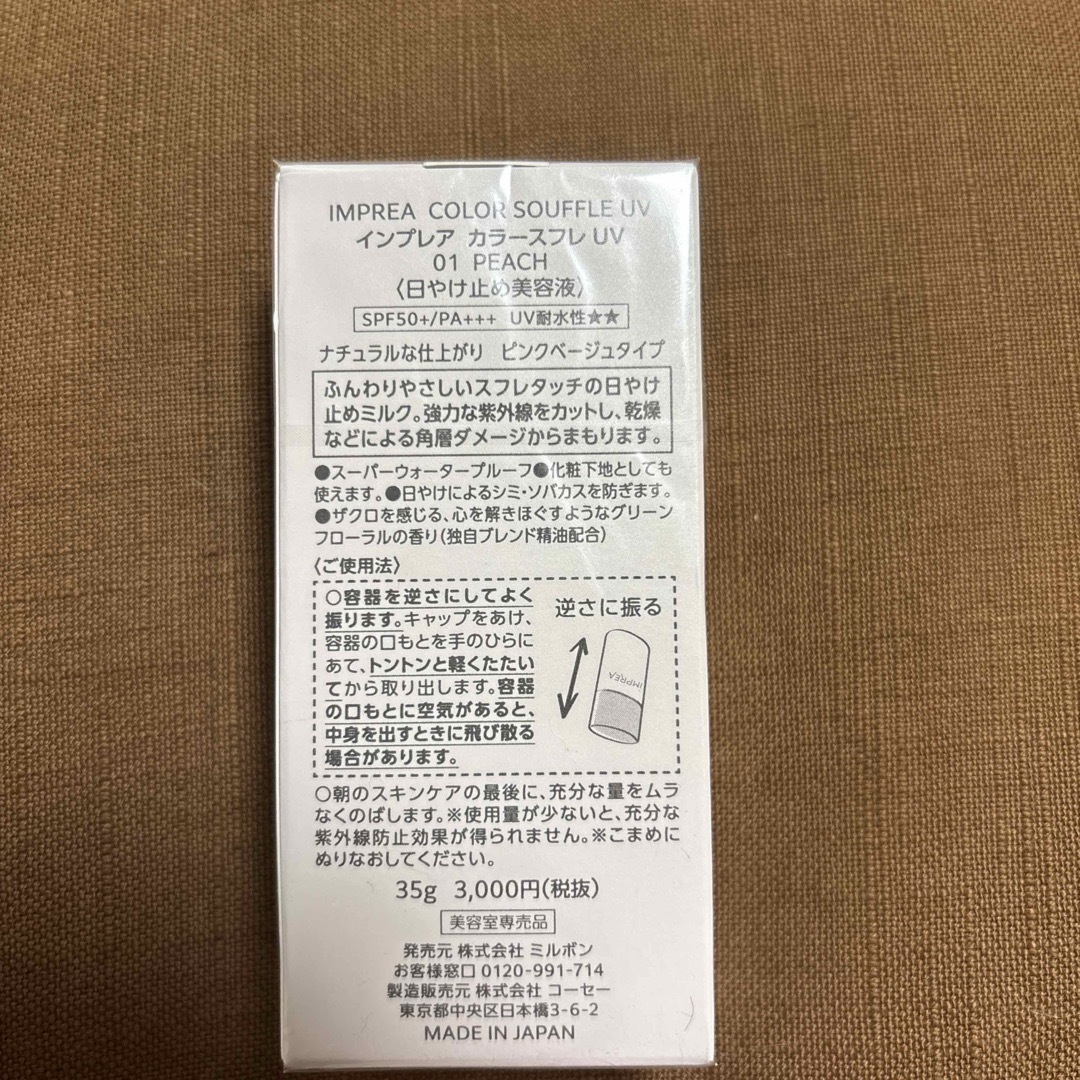 IMPREA COLOR SOUFFLE UV
インプレア カラースフレ UV
01 PEACH
〈日やけ止め美容液〉
SPF50+/PA+++ UV耐水性★★
ナチュラルな仕上がり ピンクベージュタイプ
ふんわりやさしいスフレタッチの日やけ
止めミルク。強力な紫外線をカットし、乾燥
などによる角層ダメージからまもります。
●スーパーウォータープルーフ●化粧下地としても
使えます。●日やけによるシミ・ソバカスを防ぎます。
●ザクロを感じる、心を解きほぐすようなグリーン
フローラルの香り(独自ブレンド精油配合)
〈ご使用法〉
○容器を逆さにしてよく
振ります。キャップをあけ、
容器の口もとを手のひらに
あて、トントンと軽くたたい
てから取り出します。容器
の口もとに空気があると、
中身を出すときに飛び散る
場合があります。
逆さに振る
IMPREA
○朝のスキンケアの最後に、充分な量をムラ
なくのばします。※使用量が少ないと、充分な
紫外線防止効果が得られません。※こまめに
ぬりなおしてください。
35g 3,000円(税抜)
美容室専売品
発売元 株式会社 ミルボン
お客様窓口 0120-991-714
製造販売元 株式会社 コーセー
東京都中央区日本橋3-6-2
MADE IN JAPAN